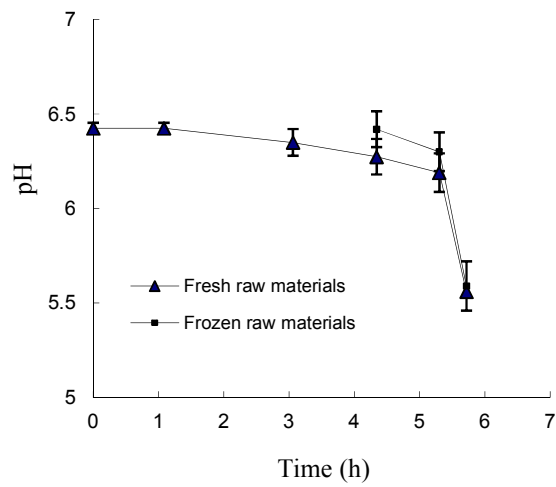 7
6.5
6
5.5
5
pH
Fresh raw materials
Frozen raw materials
0 1 2 3 4 5 6 7
Time (h)